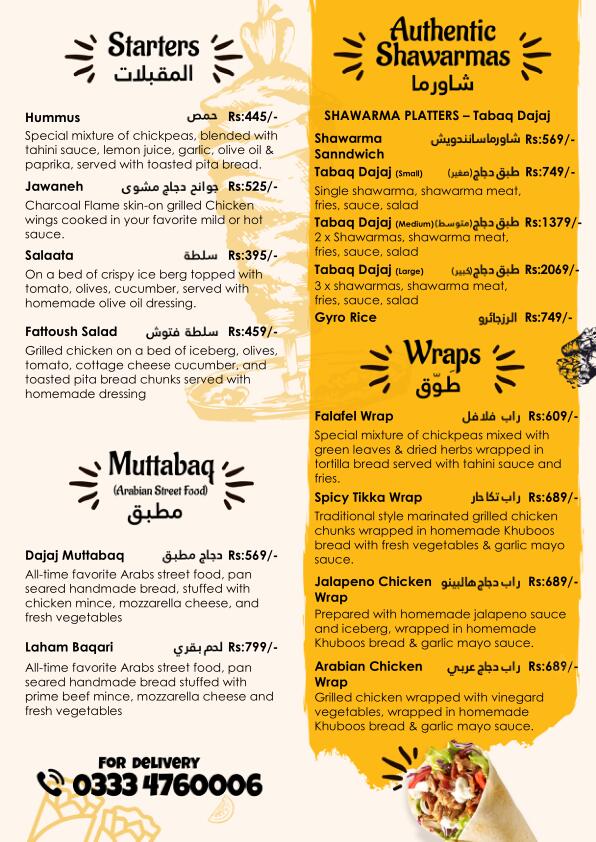 Starters
المقبلات
Hummus حمص Rs:445/-
Special mixture of chickpeas, blended with
tahini sauce, lemon juice, garlic, olive oil &
paprika, served with toasted pita bread.
Jawaneh جوانح دجاج مشوى Rs:525/-
Charcoal Flame skin-on grilled Chicken
wings cooked in your favorite mild or hot
sauce.
Salaata سلطة Rs:395/-
On a bed of crispy ice berg topped with
tomato, olives, cucumber, served with
homemade olive oil dressing.
Fattoush Salad سلطة فتوش Rs:459/-
Grilled chicken on a bed of iceberg, olives,
tomato, cottage cheese cucumber, and
toasted pita bread chunks served with
homemade dressing
Muttabaq
(Arabian Street Food)
مطبق
Dajaj Muttabaq دجاج مطبق Rs:569/-
All-time favorite Arabs street food, pan
seared handmade bread, stuffed with
chicken mince, mozzarella cheese, and
fresh vegetables
Laham Baqari لحم بقري Rs:799/-
All-time favorite Arabs street food, pan
seared handmade bread stuffed with
prime beef mince, mozzarella cheese and
fresh vegetables
FOR DELIVERY
0333 4760006
Authentic
Shawarmas
شاورما
SHAWARMA PLATTERS – Tabaq Dajaj
Shawarma شاورماساندويش Rs:569/-
Sanndwich
Tabaq Dajaj (Small) طبق دجاج(صغير) Rs:749/-
Single shawarma, shawarma meat,
fries, sauce, salad
Tabaq Dajaj (Medium) طبق دجاج(متوسط) Rs:1379/-
2 x Shawarmas, shawarma meat,
fries, sauce, salad
Tabaq Dajaj (Large) طبق دجاج(كبير) Rs:2069/-
3 x shawarmas, shawarma meat,
fries, sauce, salad
Gyro Rice الرزجائرو Rs:749/-
Wraps
طَوّق
Falafel Wrap راب فلافل Rs:609/-
Special mixture of chickpeas mixed with
green leaves & dried herbs wrapped in
tortilla bread served with tahini sauce and
fries.
Spicy Tikka Wrap راب تكا حار Rs:689/-
Traditional style marinated grilled chicken
chunks wrapped in homemade Khuboos
bread with fresh vegetables & garlic mayo
sauce.
Jalapeno Chicken راب دجاج هالبينو Rs:689/-
Wrap
Prepared with homemade jalapeno sauce
and iceberg, wrapped in homemade
Khuboos bread & garlic mayo sauce.
Arabian Chicken راب دجاج عربي Rs:689/-
Wrap
Grilled chicken wrapped with vinegard
vegetables, wrapped in homemade
Khuboos bread & garlic mayo sauce.